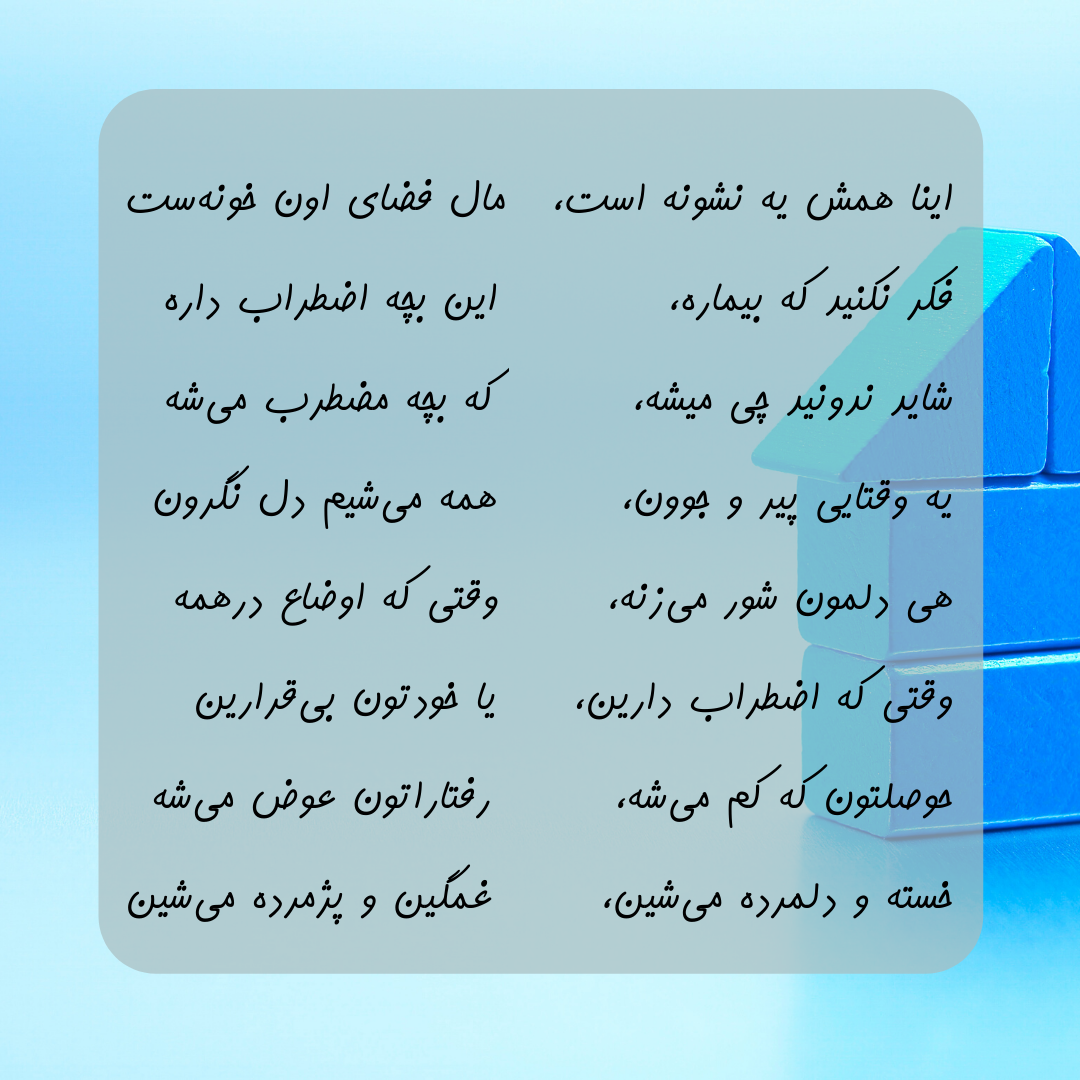 اینا همش یه نشونه است، مال فضای اون خونه‌ست
فکر نکنید که بیماره، این بچه اضطراب داره
شاید ندونید چی میشه، که بچه مضطرب می‌شه
یه وقتایی پیر و جوون، همه می‌شیم دل نگرون
هی دلمون شور می‌زنه، وقتی که اوضاع درهمه
وقتی که اضطراب دارین، یا خودتون بی‌قرارین
حوصلتون که کم می‌شه، رفتاراتون عوض می‌شه
خسته و دلمرده می‌شین، غمگین و پژمرده می‌شین